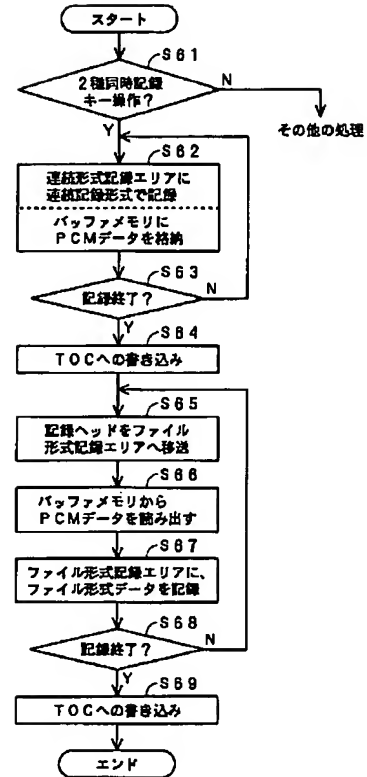 スタート
S61
2種同時記録
キー操作?
N
Y
その他の処理
S62
連続形式記録エリアに
連続記録形式で記録
バッファメモリに
PCMデータを格納
S63
記録終了?
N
Y
S64
TOCへの書き込み
S65
記録ヘッドをファイル
形式記録エリアへ移送
S66
バッファメモリから
PCMデータを読み出す
S67
ファイル形式記録エリアに、
ファイル形式データを記録
S68
記録終了?
N
Y
S69
TOCへの書き込み
エンド